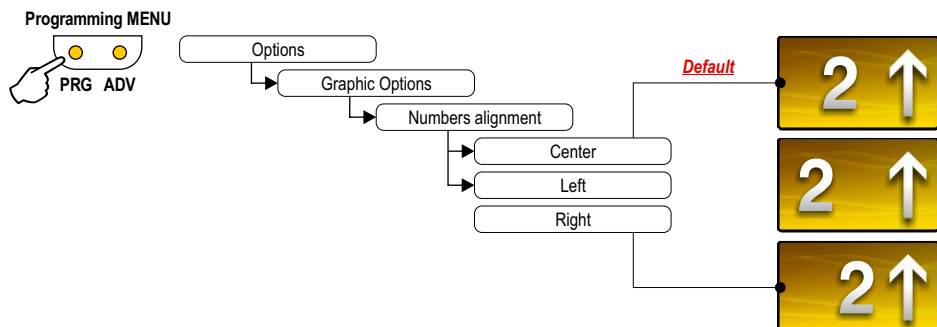 Programming MENU
PRG ADV
Options
Graphic Options
Numbers alignment
Center
Left
Right
Default
2
2
2